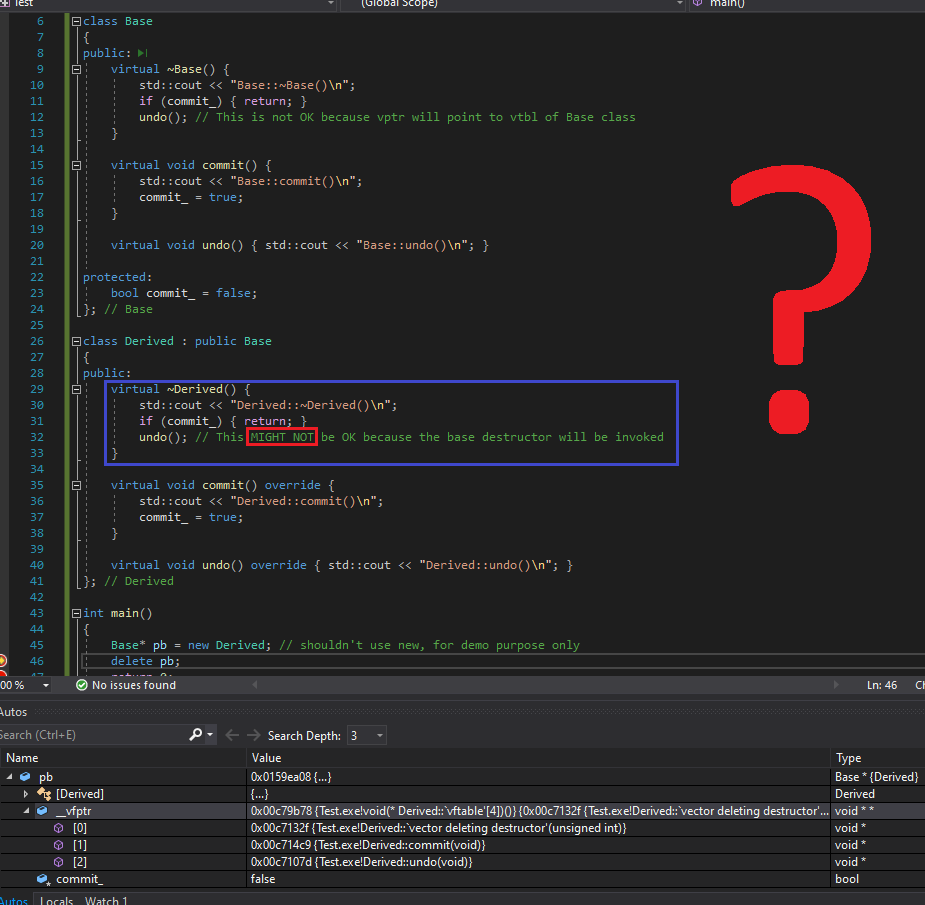 Test
(Global Scope)
main()
6 class Base
7 {
8 public:
9 virtual ~Base() {
10 std::cout << "Base::~Base()\n";
11 if (commit_) { return; }
12 undo(); // This is not OK because vptr will point to vtbl of Base class
13 }
14
15 virtual void commit() {
16 std::cout << "Base::commit()\n";
17 commit_ = true;
18 }
19
20 virtual void undo() { std::cout << "Base::undo()\n"; }
21
22 protected:
23 bool commit_ = false;
24 }; // Base
25
26 class Derived : public Base
27 {
28 public:
29 virtual ~Derived() {
30 std::cout << "Derived::~Derived()\n";
31 if (commit_) { return; }
32 undo(); // This MIGHT NOT be OK because the base destructor will be invoked
33 }
34
35 virtual void commit() override {
36 std::cout << "Derived::commit()\n";
37 commit_ = true;
38 }
39
40 virtual void undo() override { std::cout << "Derived::undo()\n"; }
41 }; // Derived
42
43 int main()
44 {
45 Base* pb = new Derived; // shouldn't use new, for demo purpose only
46 delete pb;
?
00 % No issues found Ln: 46 Ch
Autos
Search (Ctrl+E) Search Depth: 3
Name Value Type
pb 0x0159ea08 {...} Base * {Derived}
[Derived] {...} Derived
__vfptr 0x00c79b78 {Test.exe!void(* Derived::`vftable'[4])()} {0x00c7132f {Test.exe!Derived::`vector deleting destructor'... void * *
[0] 0x00c7132f {Test.exe!Derived::`vector deleting destructor'(unsigned int)} void *
[1] 0x00c714c9 {Test.exe!Derived::commit(void)} void *
[2] 0x00c7107d {Test.exe!Derived::undo(void)} void *
commit_ false bool
Autos Locals Watch 1